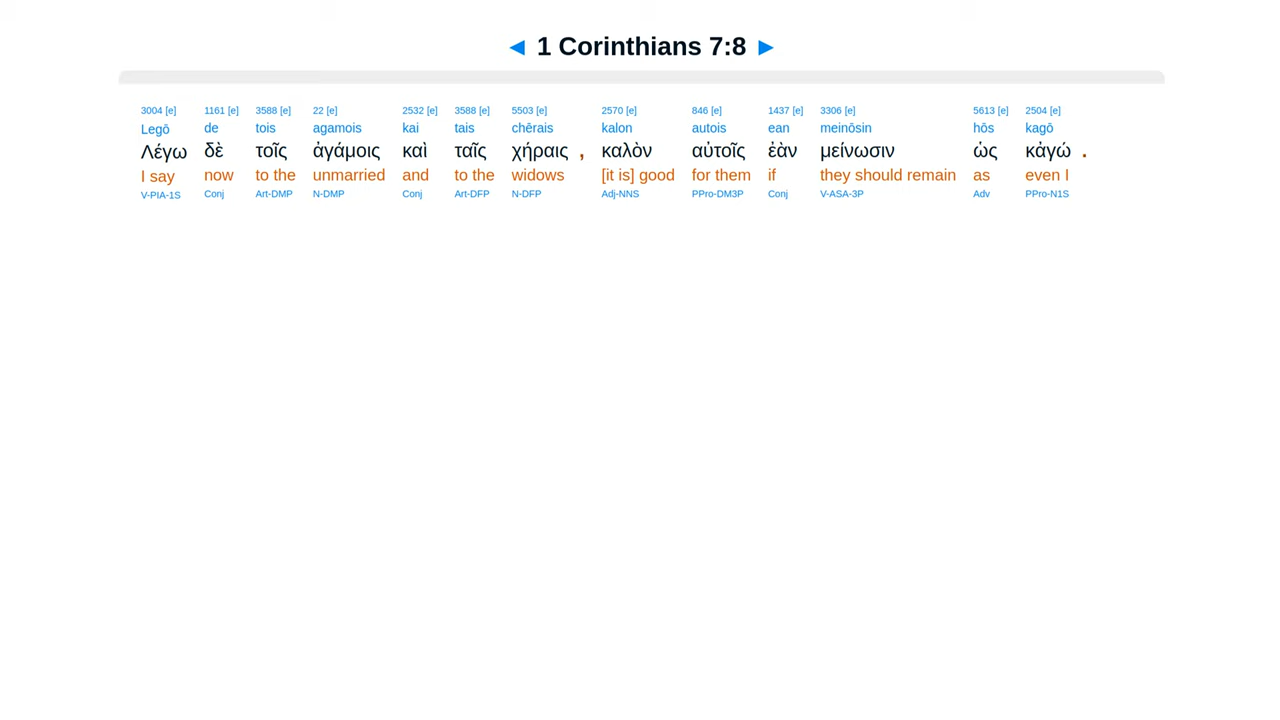 ◄ 1 Corinthians 7:8 ►
3004 [e] 1161 [e] 3588 [e] 22 [e] 2532 [e] 3588 [e] 5503 [e] 2570 [e] 846 [e] 1437 [e] 3306 [e] 5613 [e] 2504 [e]
Legō de tois agamois kai tais chērais kalon autois ean meinōsin hōs kagō
Λέγω δὲ τοῖς ἀγάμοις καὶ ταῖς χήραις , καλὸν αὐτοῖς ἐὰν μείνωσιν ὡς κἀγώ .
I say now to the unmarried and to the widows [it is] good for them if they should remain as even I
V-PIA-1S Conj Art-DMP N-DMP Conj Art-DFP N-DFP Adj-NNS PPro-DM3P Conj V-ASA-3P Adv PPro-N1S